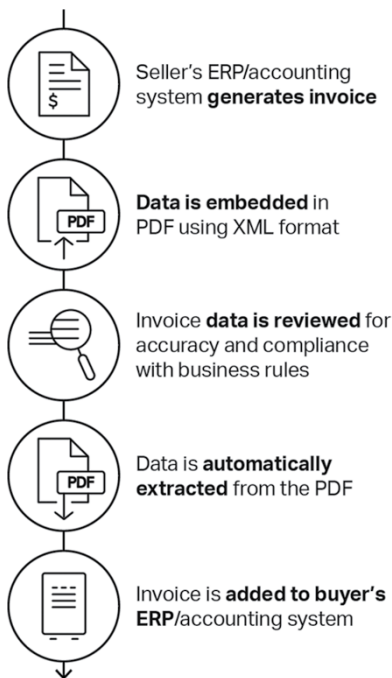 $
Seller's ERP/accounting
system generates invoice
PDF
Data is embedded in
PDF using XML format
Invoice data is reviewed for
accuracy and compliance
with business rules
PDF
Data is automatically
extracted from the PDF
Invoice is added to buyer's
ERP/accounting system